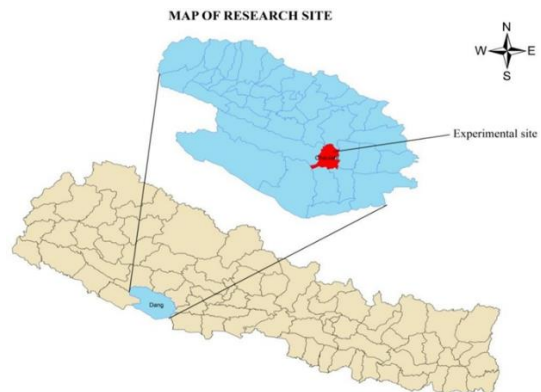 MAP OF RESEARCH SITE
N
W E
S
Experimental site
Dang